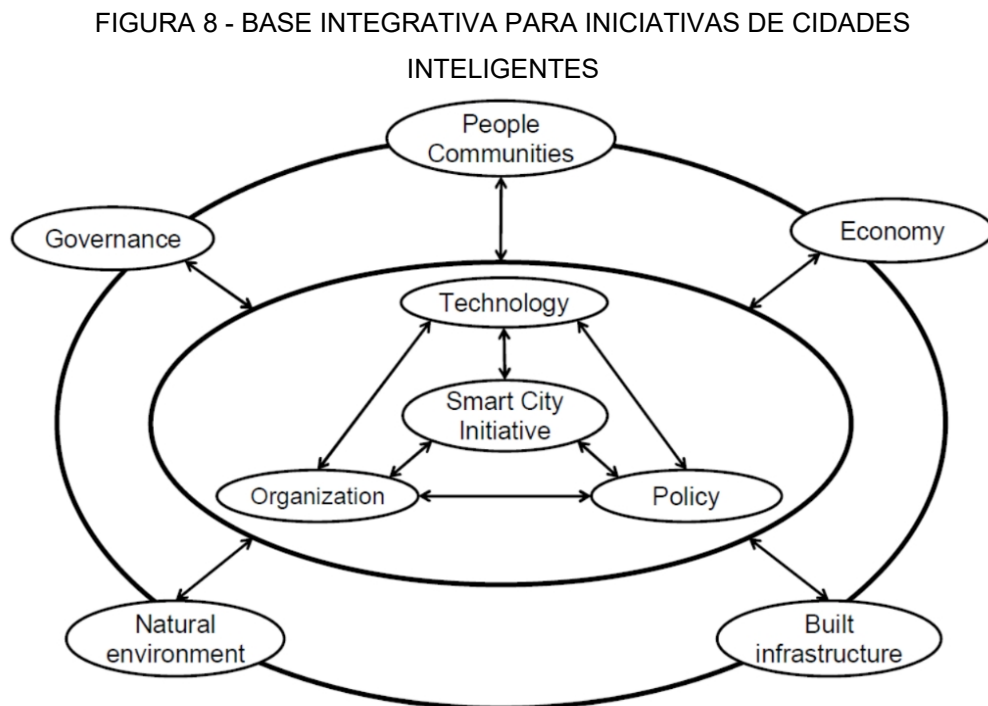 FIGURA 8 - BASE INTEGRATIVA PARA INICIATIVAS DE CIDADES
INTELIGENTES
People
Communities
Governance
Economy
Technology
Smart City
Initiative
Organization
Policy
Natural
environment
Built
infrastructure